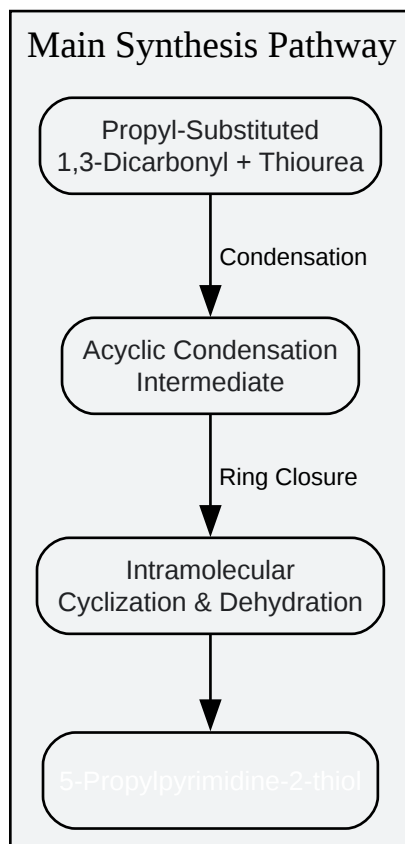 Main Synthesis Pathway
Propyl-Substituted
1,3-Dicarbonyl + Thiourea
Condensation
Acyclic Condensation
Intermediate
Ring Closure
Intramolecular
Cyclization & Dehydration
5-Propylpyrimidine-2-thiol